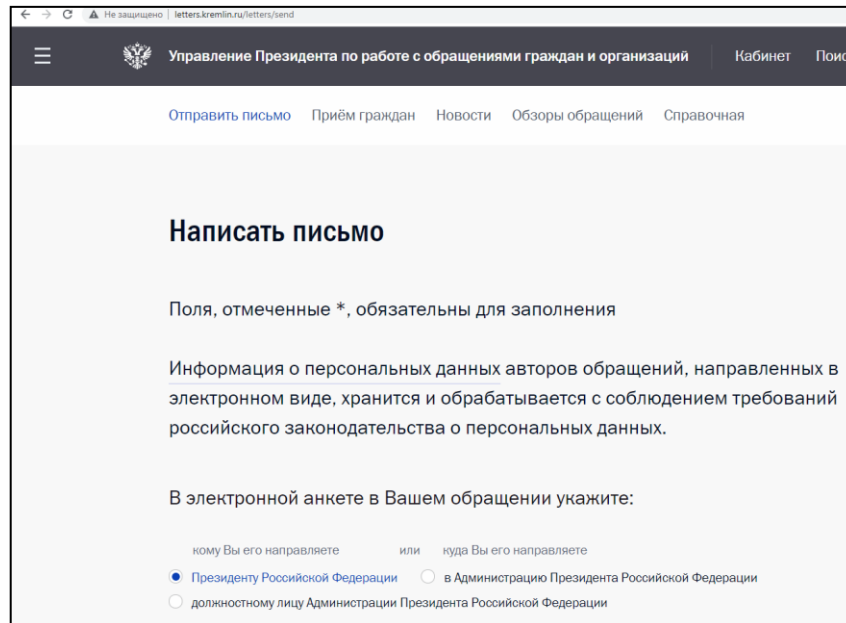 Не защищено | letters.kremlin.ru/letters/send
Управление Президента по работе с обращениями граждан и организаций Кабинет
Отправить письмо Приём граждан Новости Обзоры обращений Справочная
Написать письмо
Поля, отмеченные *, обязательны для заполнения
Информация о персональных данных авторов обращений, направленных в
электронном виде, хранится и обрабатывается с соблюдением требований
российского законодательства о персональных данных.
В электронной анкете в Вашем обращении укажите:
кому Вы его направляете или куда Вы его направляете
Президенту Российской Федерации в Администрацию Президента Российской Федерации
должностному лицу Администрации Президента Российской Федерации